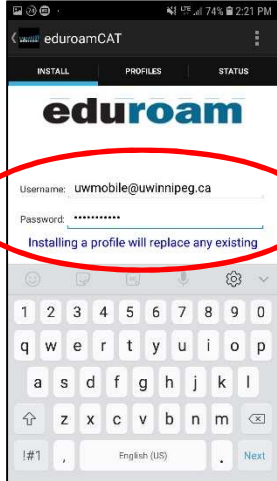 74% 2:21 PM
eduroamCAT
INSTALL PROFILES STATUS
eduroam
Username: uwmobile@uwinnipeg.ca
Password: •••••••••••
Installing a profile will replace any existing
1 2 3 4 5 6 7 8 9 0
q w e r t y u i o p
a s d f g h j k l
z x c v b n m
!#1 , English (US) . Next